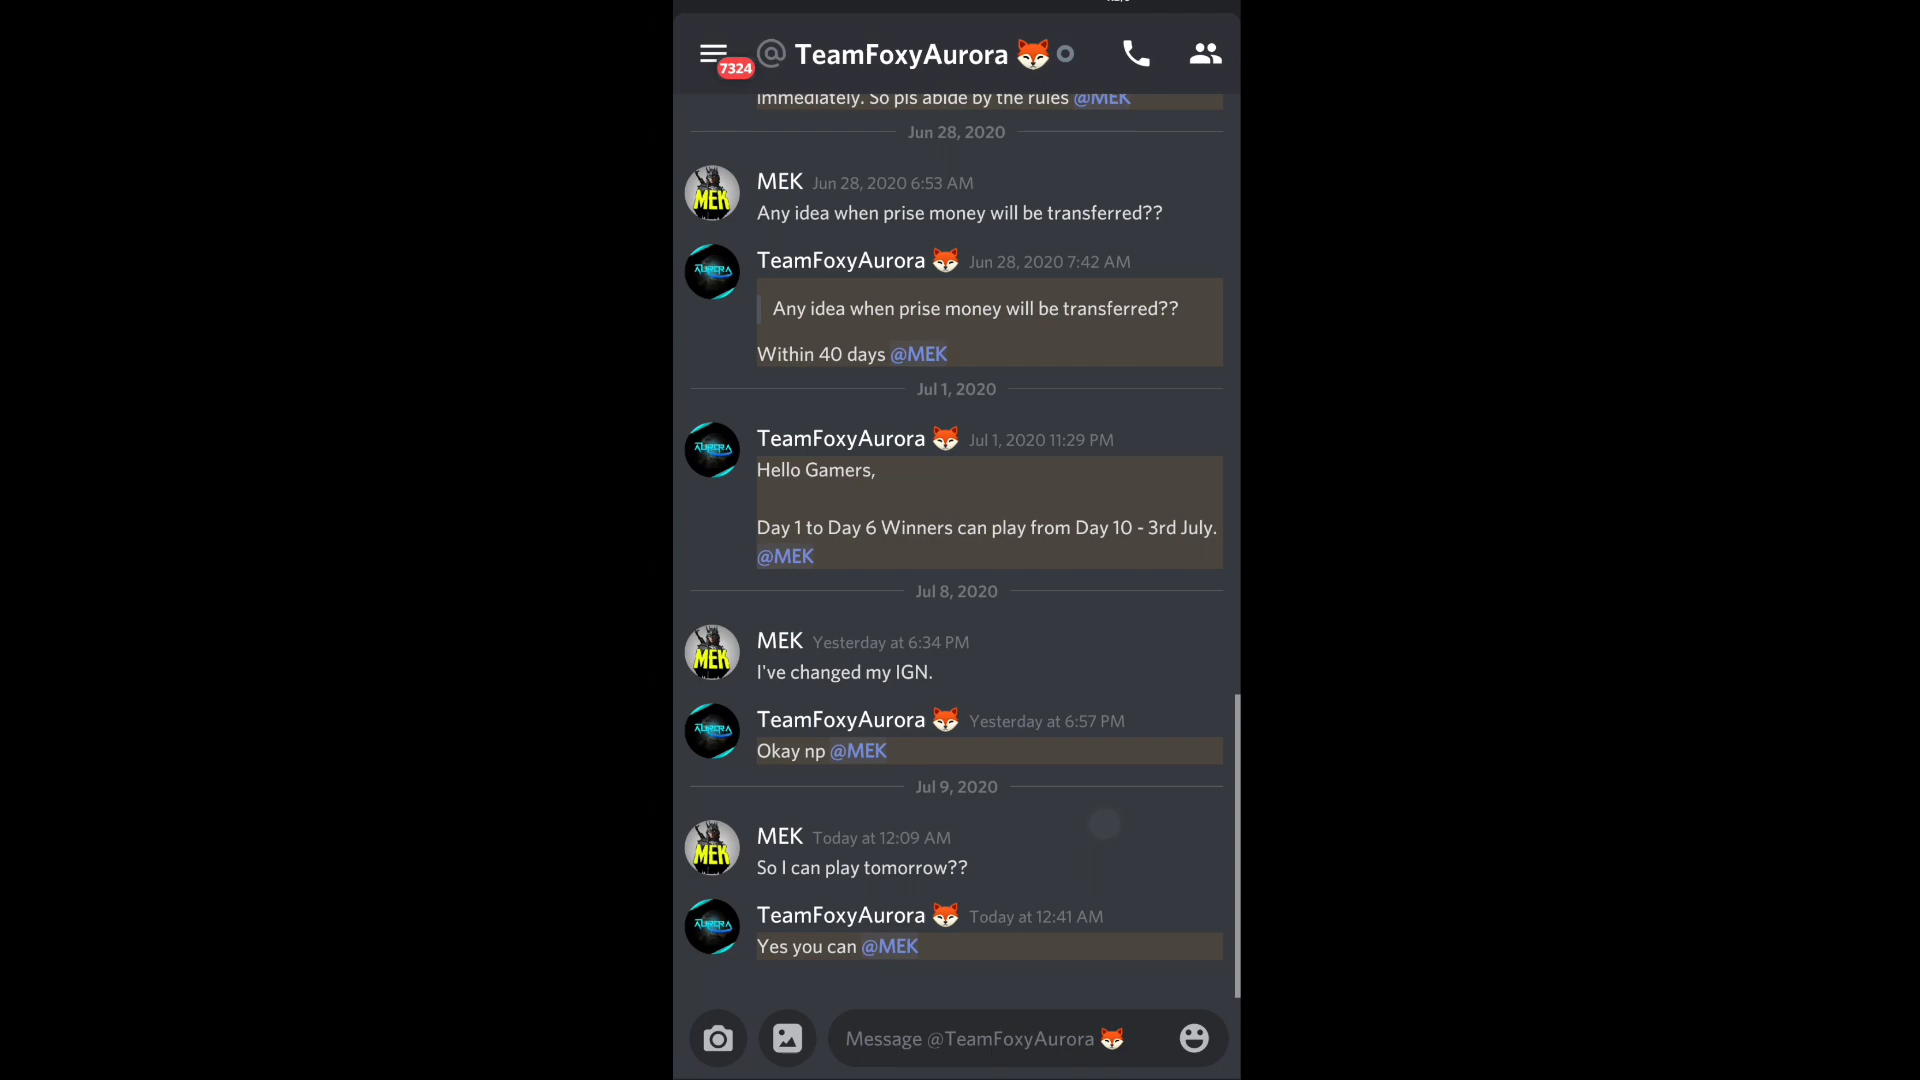 7324
@ TeamFoxyAurora 🦊
immediately. So pls abide by the rules @MEK
Jun 28, 2020
MEK Jun 28, 2020 6:53 AM
Any idea when prise money will be transferred??
TeamFoxyAurora 🦊 Jun 28, 2020 7:42 AM
Any idea when prise money will be transferred??
Within 40 days @MEK
Jul 1, 2020
TeamFoxyAurora 🦊 Jul 1, 2020 11:29 PM
Hello Gamers,
Day 1 to Day 6 Winners can play from Day 10 - 3rd July.
@MEK
Jul 8, 2020
MEK Yesterday at 6:34 PM
I've changed my IGN.
TeamFoxyAurora 🦊 Yesterday at 6:57 PM
Okay np @MEK
Jul 9, 2020
MEK Today at 12:09 AM
So I can play tomorrow??
TeamFoxyAurora 🦊 Today at 12:41 AM
Yes you can @MEK
Message @TeamFoxyAurora 🦊